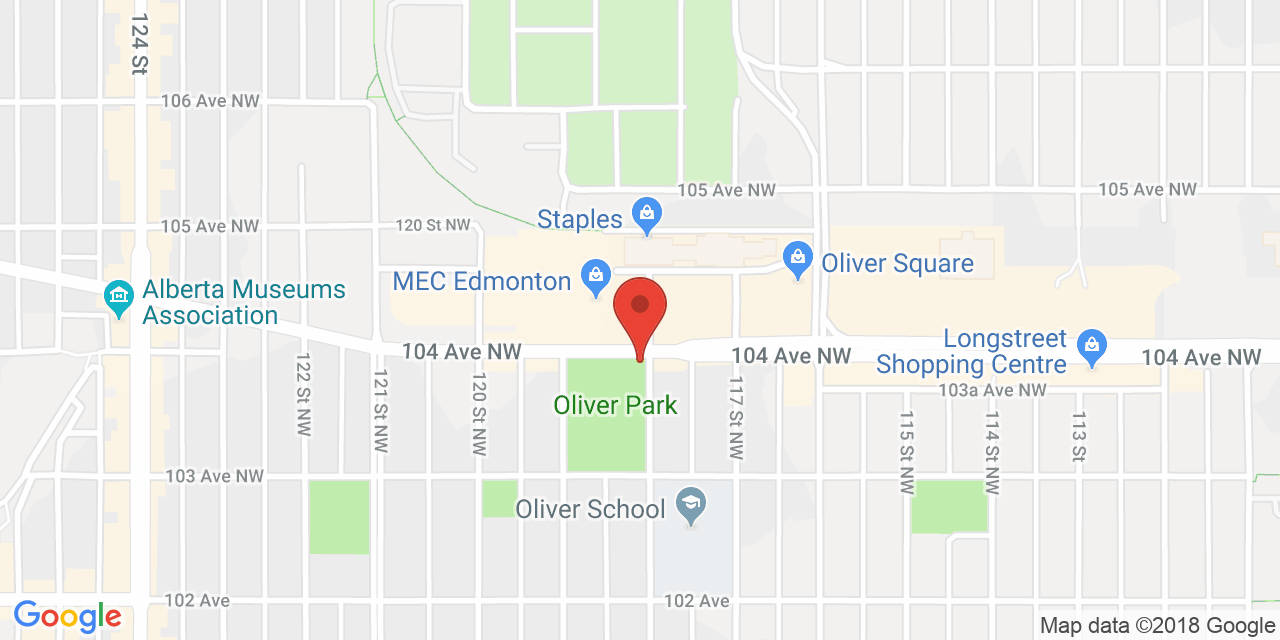 124 St
106 Ave NW
105 Ave NW
105 Ave NW
105 Ave NW
120 St NW
Staples
MEC Edmonton
Oliver Square
Alberta Museums
Association
104 Ave NW
104 Ave NW
104 Ave NW
Longstreet
Shopping Centre
103a Ave NW
122 St NW
121 St NW
120 St NW
Oliver Park
117 St NW
115 St NW
114 St NW
113 St
103 Ave NW
Oliver School
102 Ave
102 Ave
Google
Map data ©2018 Google